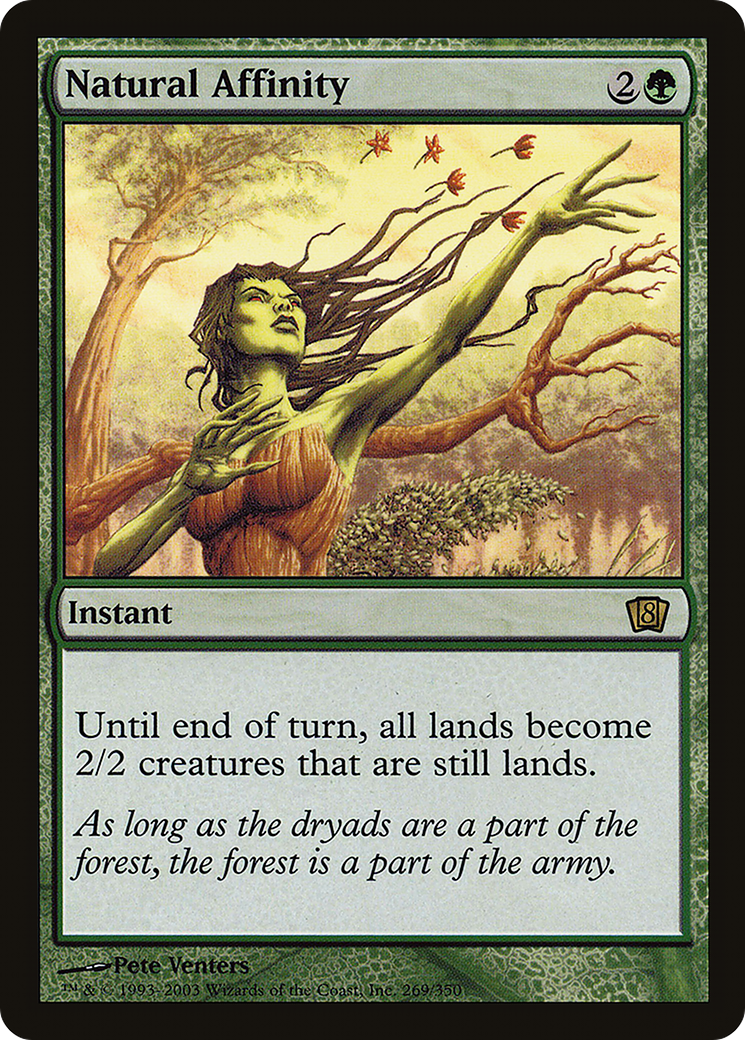 Natural Affinity 2
Instant 8
Until end of turn, all lands become
2/2 creatures that are still lands.
As long as the dryads are a part of the
forest, the forest is a part of the army.
Pete Venters
™ & © 1993-2003 Wizards of the Coast, Inc. 269/350